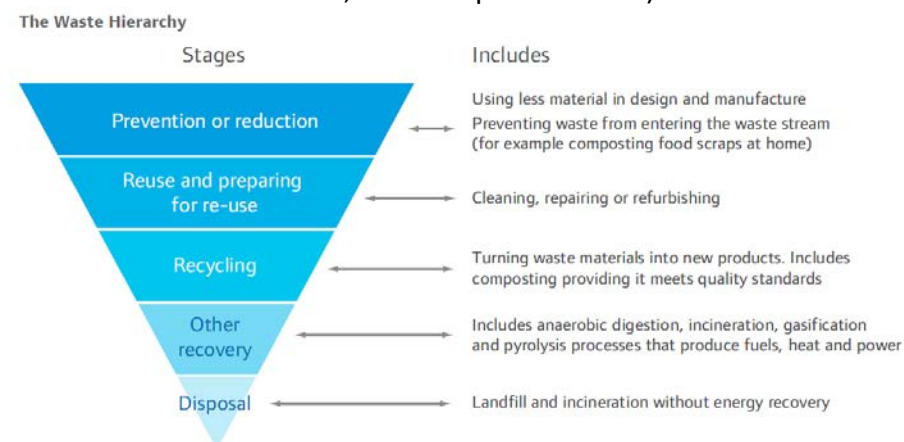 The Waste Hierarchy
Stages
Includes
Prevention or reduction
Using less material in design and manufacture
Preventing waste from entering the waste stream
(for example composting food scraps at home)
Reuse and preparing
for re-use
Cleaning, repairing or refurbishing
Recycling
Turning waste materials into new products. Includes
composting providing it meets quality standards
Other
recovery
Includes anaerobic digestion, incineration, gasification
and pyrolysis processes that produce fuels, heat and power
Disposal
Landfill and incineration without energy recovery